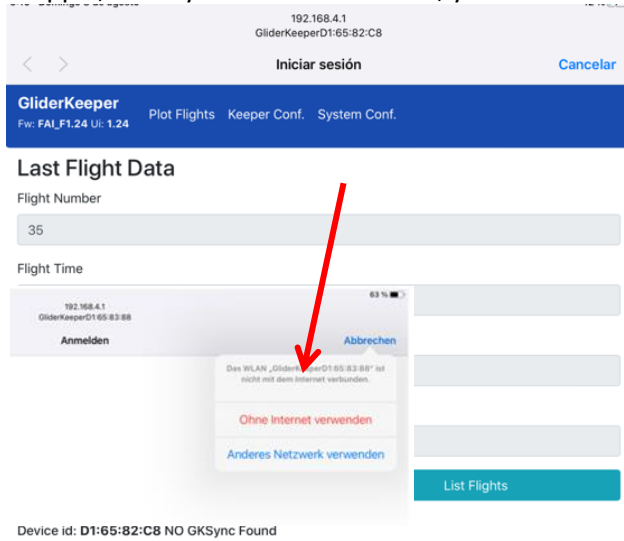 192.168.4.1
GliderKeeperD1:65:82:C8
Iniciar sesión
Cancelar
GliderKeeper
Fw: FAI_F1.24 Ui: 1.24
Plot Flights Keeper Conf. System Conf.
Last Flight Data
Flight Number
35
Flight Time
63 %
192.168.4.1
GliderKeeperD1:65:83:88
Anmelden
Abbrechen
Das WLAN „GliderKeeperD1:65:83:88“ ist
nicht mit dem Internet verbunden.
Ohne Internet verwenden
Anderes Netzwerk verwenden
List Flights
Device id: D1:65:82:C8 NO GKSync Found